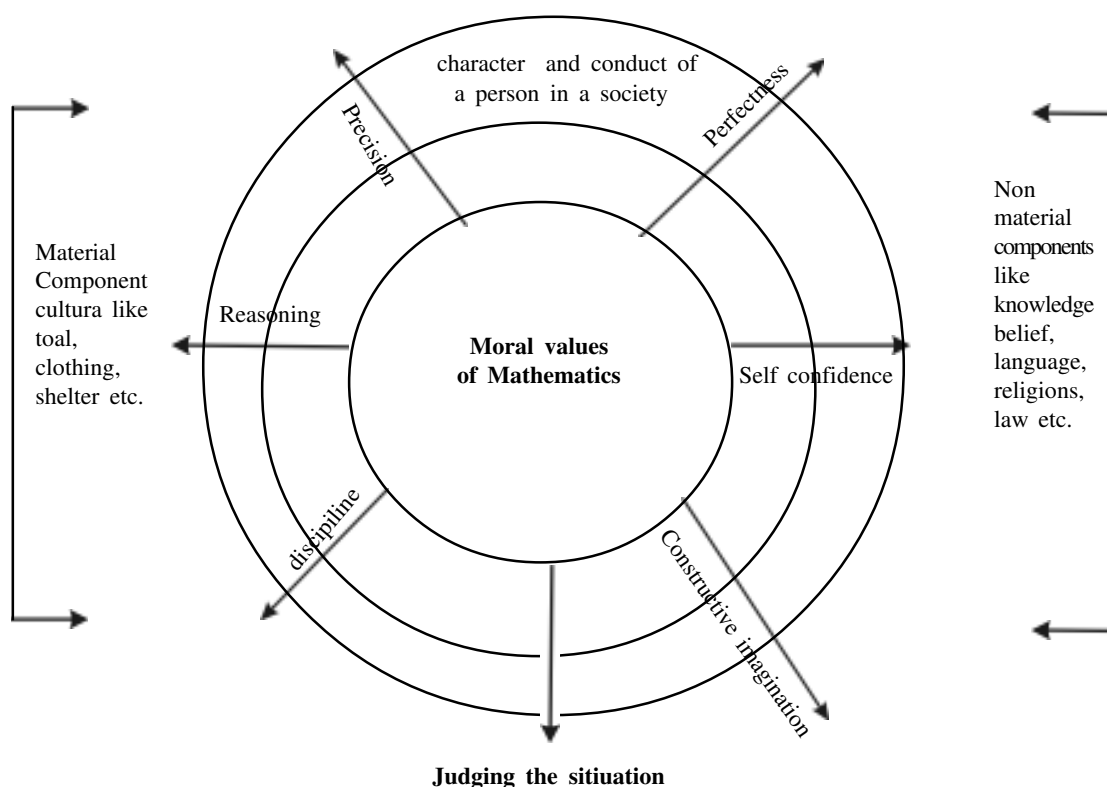 character and conduct of
a person in a society
Precision
Perfectness
Material
Component
cultura like
toal,
clothing,
shelter etc.
Reasoning
Moral values
of Mathematics
Self confidence
Non
material
components
like
knowledge
belief,
language,
religions,
law etc.
discipiline
Constructive imagination
Judging the sitiuation